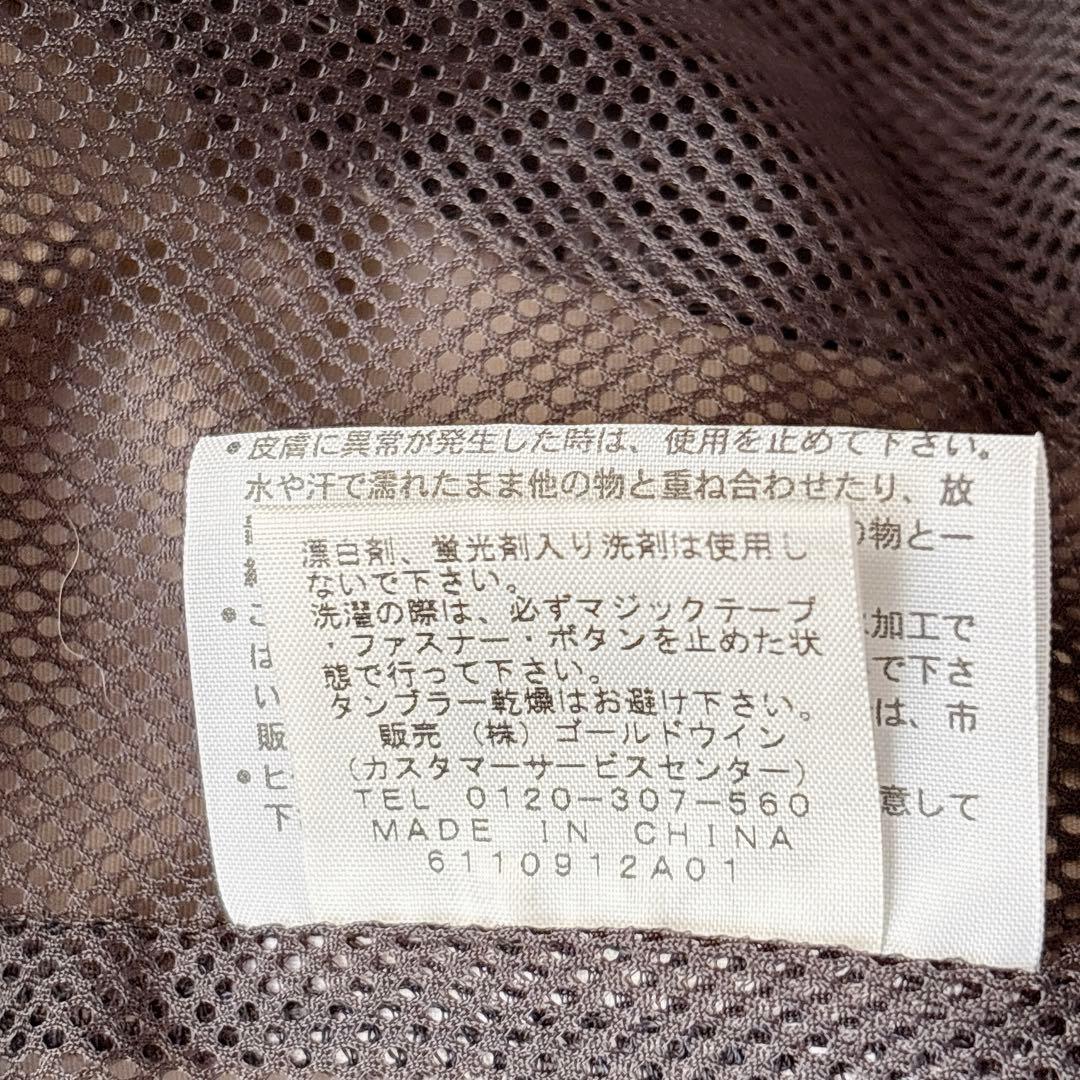 •皮膚に異常が発生した時は、使用を止めて下さい。
水や汗で濡れたまま他の物と重ね合わせたり、放
の物と一
加工で
は
で下さ
い
は、市
販
•ヒ
意して
下
漂白剤、蛍光剤入り洗剤は使用し
ないで下さい。
洗濯の際は、必ずマジックテープ
・ファスナー・ボタンを止めた状
態で行って下さい。
タンブラー乾燥はお避け下さい。
販売 (株) ゴールドウイン
(カスタマーサービスセンター)
TEL 0120-307-560
MADE IN CHINA
6110912A01